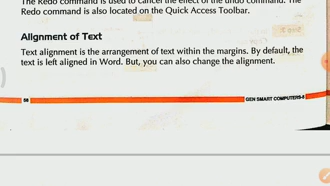 The Redo command is used to cancel the effect of the undo command. The
Redo command is also located on the Quick Access Toolbar.
Alignment of Text
Text alignment is the arrangement of text within the margins. By default, the
text is left aligned in Word. But, you can also change the alignment.
58
GEN SMART COMPUTERS-5